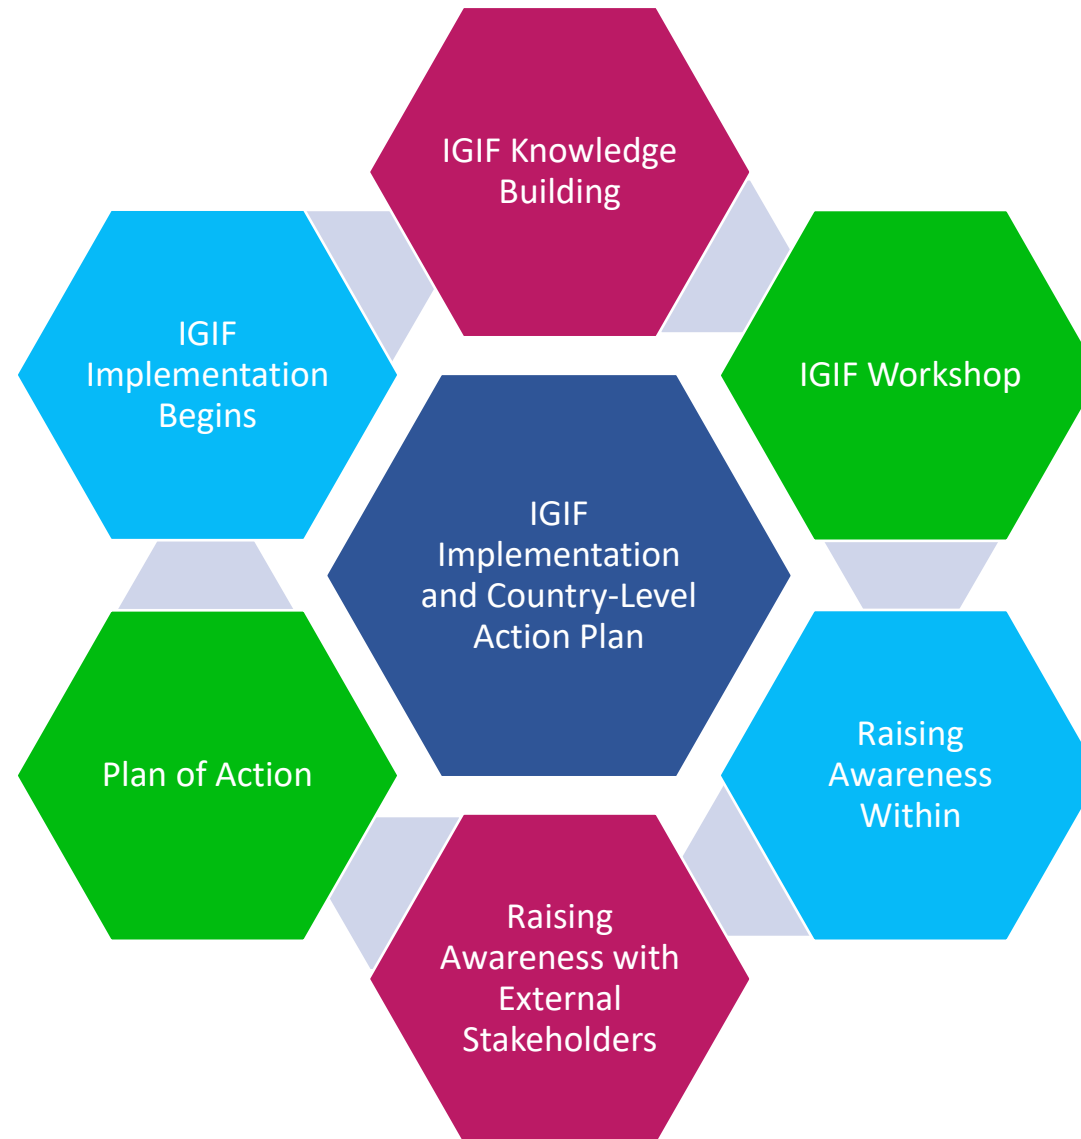 IGIF Knowledge
Building
IGIF Workshop
Raising
Awareness
Within
Raising
Awareness with
External
Stakeholders
Plan of Action
IGIF
Implementation
Begins
IGIF
Implementation
and Country-Level
Action Plan